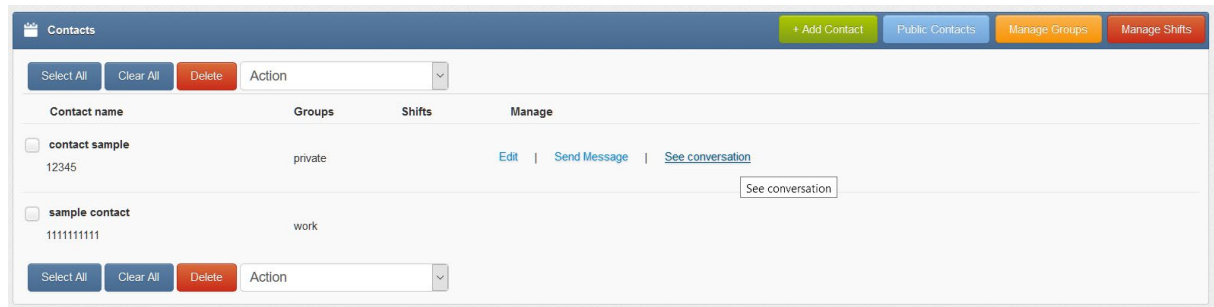 Contacts + Add Contact Public Contacts Manage Groups Manage Shifts
Select All Clear All Delete Action
Contact name Groups Shifts Manage
contact sample
12345 private Edit | Send Message | See conversation
See conversation
sample contact
1111111111 work
Select All Clear All Delete Action